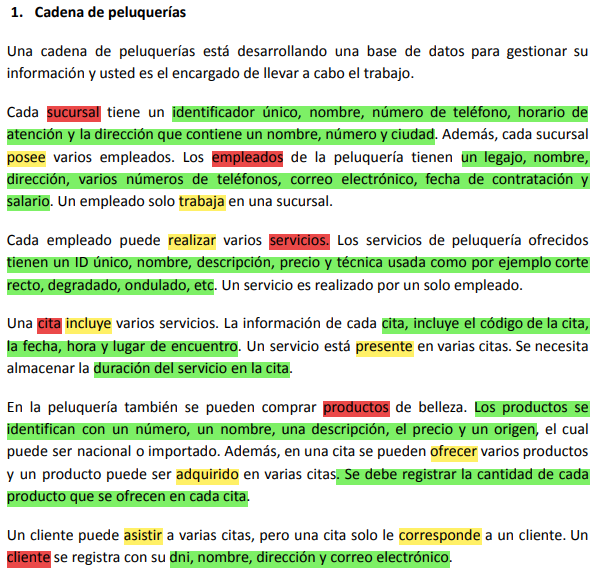 1. Cadena de peluquerías
Una cadena de peluquerías está desarrollando una base de datos para gestionar su
información y usted es el encargado de llevar a cabo el trabajo.
Cada sucursal tiene un identificador único, nombre, número de teléfono, horario de
atención y la dirección que contiene un nombre, número y ciudad. Además, cada sucursal
posee varios empleados. Los empleados de la peluquería tienen un legajo, nombre,
dirección, varios números de teléfonos, correo electrónico, fecha de contratación y
salario. Un empleado solo trabaja en una sucursal.
Cada empleado puede realizar varios servicios. Los servicios de peluquería ofrecidos
tienen un ID único, nombre, descripción, precio y técnica usada como por ejemplo corte
recto, degradado, ondulado, etc. Un servicio es realizado por un solo empleado.
Una cita incluye varios servicios. La información de cada cita, incluye el código de la cita,
la fecha, hora y lugar de encuentro. Un servicio está presente en varias citas. Se necesita
almacenar la duración del servicio en la cita.
En la peluquería también se pueden comprar productos de belleza. Los productos se
identifican con un número, un nombre, una descripción, el precio y un origen, el cual
puede ser nacional o importado. Además, en una cita se pueden ofrecer varios productos
y un producto puede ser adquirido en varias citas. Se debe registrar la cantidad de cada
producto que se ofrecen en cada cita.
Un cliente puede asistir a varias citas, pero una cita solo le corresponde a un cliente. Un
cliente se registra con su dni, nombre, dirección y correo electrónico.